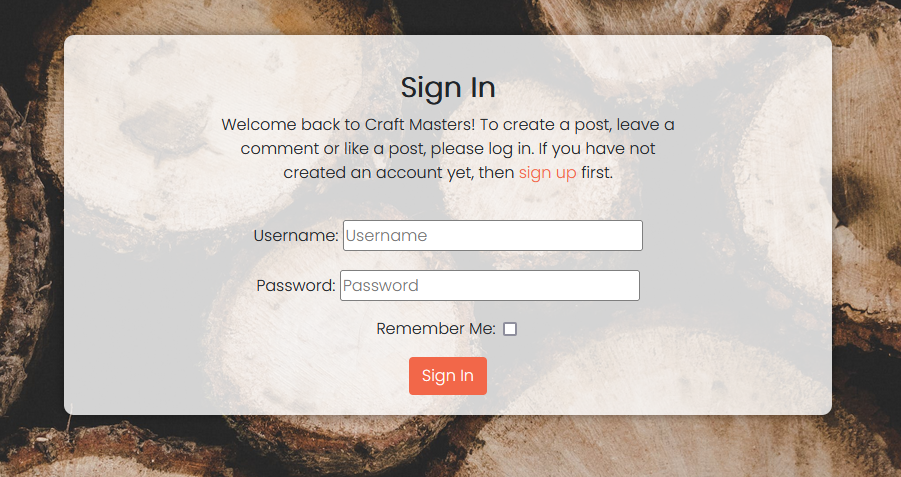 Sign In
Welcome back to Craft Masters! To create a post, leave a
comment or like a post, please log in. If you have not
created an account yet, then sign up first.
Username: Username
Password: Password
Remember Me:
Sign In